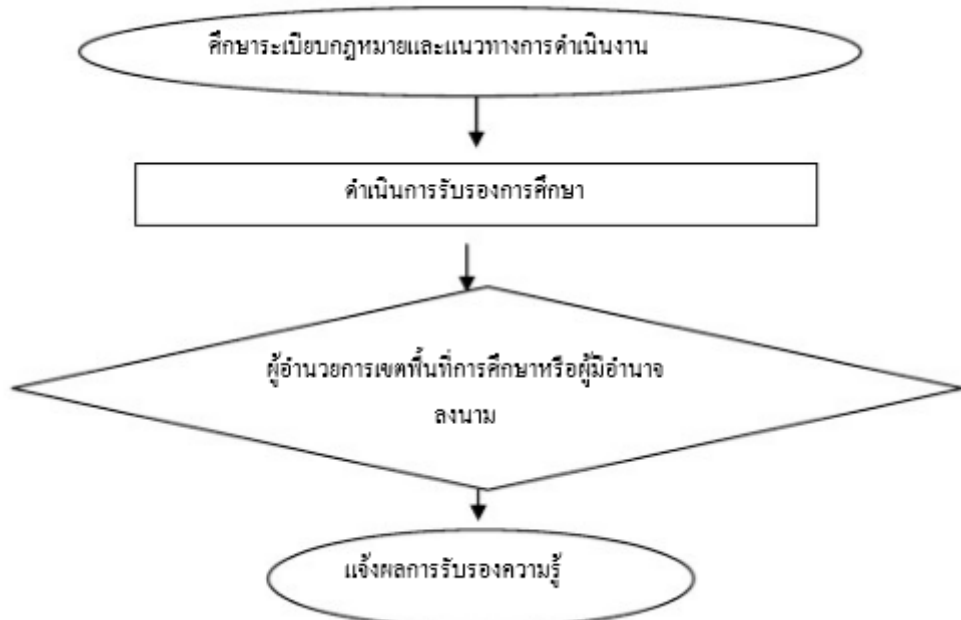 ศึกษาระเบียบกฎหมายและแนวทางการดำเนินงาน
ดำเนินการรับรองการศึกษา
ผู้อำนวยการเขตพื้นที่การศึกษาหรือผู้มีอำนาจ
ลงนาม
แจ้งผลการรับรองความรู้